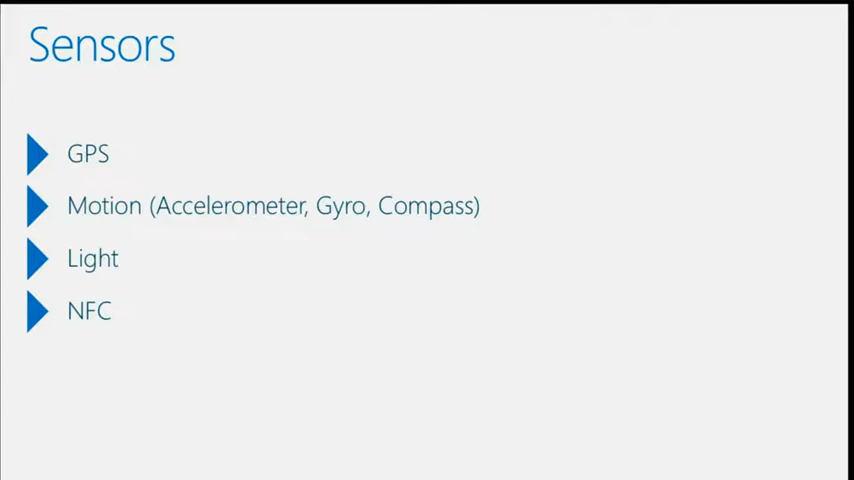 Sensors
GPS
Motion (Accelerometer, Gyro, Compass)
Light
NFC